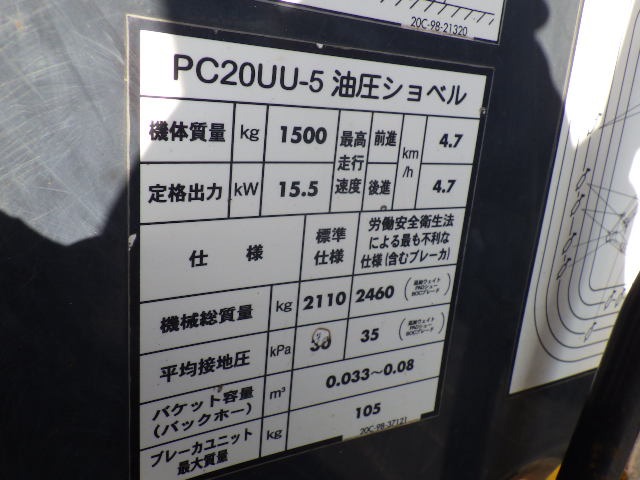 20C-98-21320
PC20UU-5 油圧ショベル
機体質量 kg 1500 最高走行速度 前進 km/h 4.7
定格出力 kW 15.5 後進 4.7
仕様 標準仕様 労働安全衛生法による最も不利な仕様(含むブレーカ)
機械総質量 kg 2110 2460
平均接地圧 kPa 30 35
バケット容量(バックホー) m³ 0.033~0.08
ブレーカユニット最大質量 kg 105
20C-98-37121